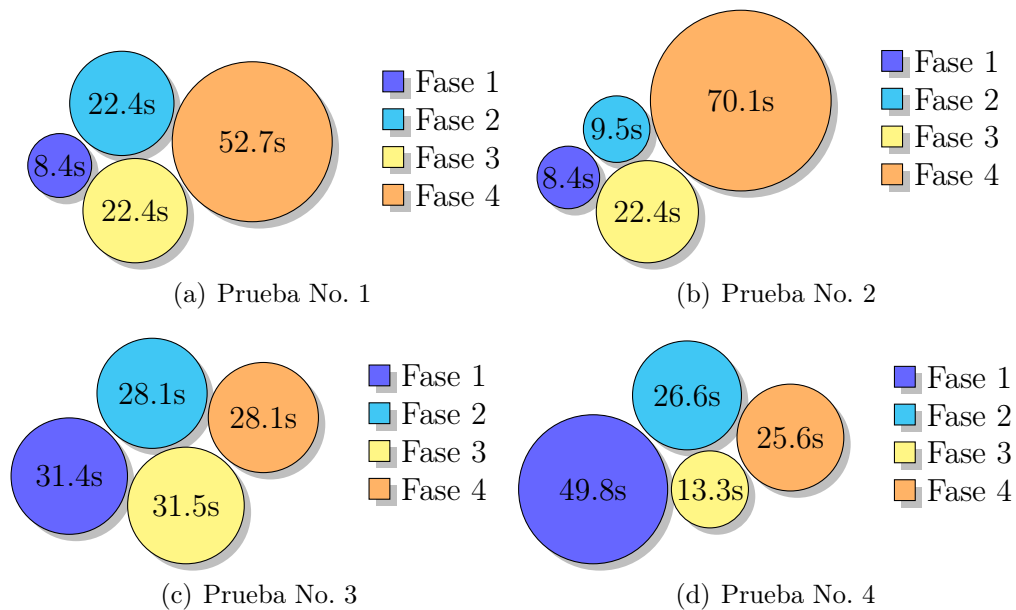 22.4s
8.4s
52.7s
22.4s
Fase 1
Fase 2
Fase 3
Fase 4
(a) Prueba No. 1
70.1s
9.5s
8.4s
22.4s
Fase 1
Fase 2
Fase 3
Fase 4
(b) Prueba No. 2
28.1s
28.1s
31.4s
31.5s
Fase 1
Fase 2
Fase 3
Fase 4
(c) Prueba No. 3
26.6s
25.6s
49.8s
13.3s
Fase 1
Fase 2
Fase 3
Fase 4
(d) Prueba No. 4